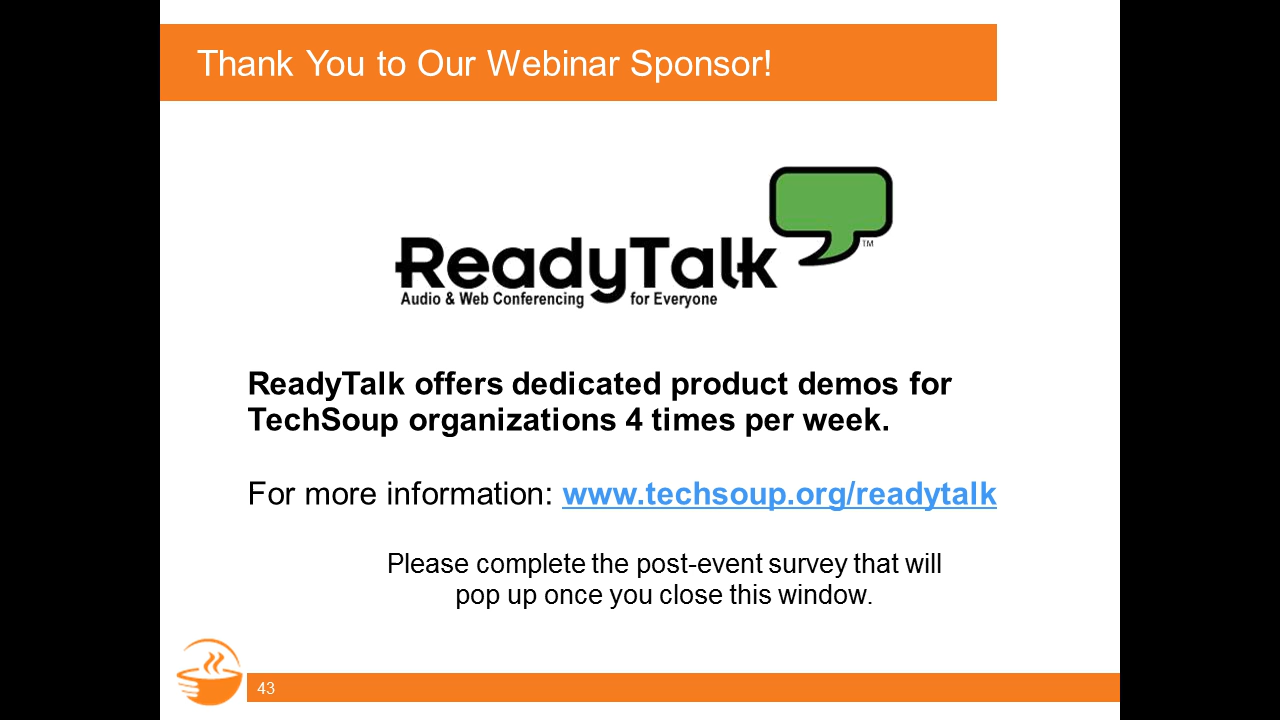 Thank You to Our Webinar Sponsor!
ReadyTalk
TM
Audio & Web Conferencing for Everyone
ReadyTalk offers dedicated product demos for
TechSoup organizations 4 times per week.
For more information: www.techsoup.org/readytalk
Please complete the post-event survey that will
pop up once you close this window.
43